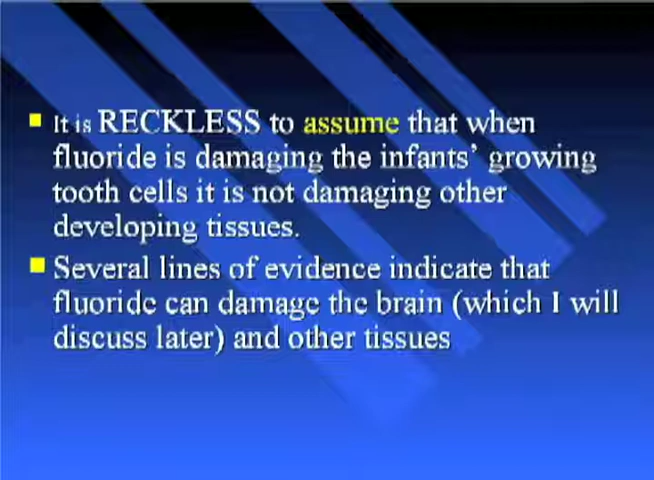 It is RECKLESS to assume that when
fluoride is damaging the infants' growing
tooth cells it is not damaging other
developing tissues.
Several lines of evidence indicate that
fluoride can damage the brain (which I will
discuss later) and other tissues